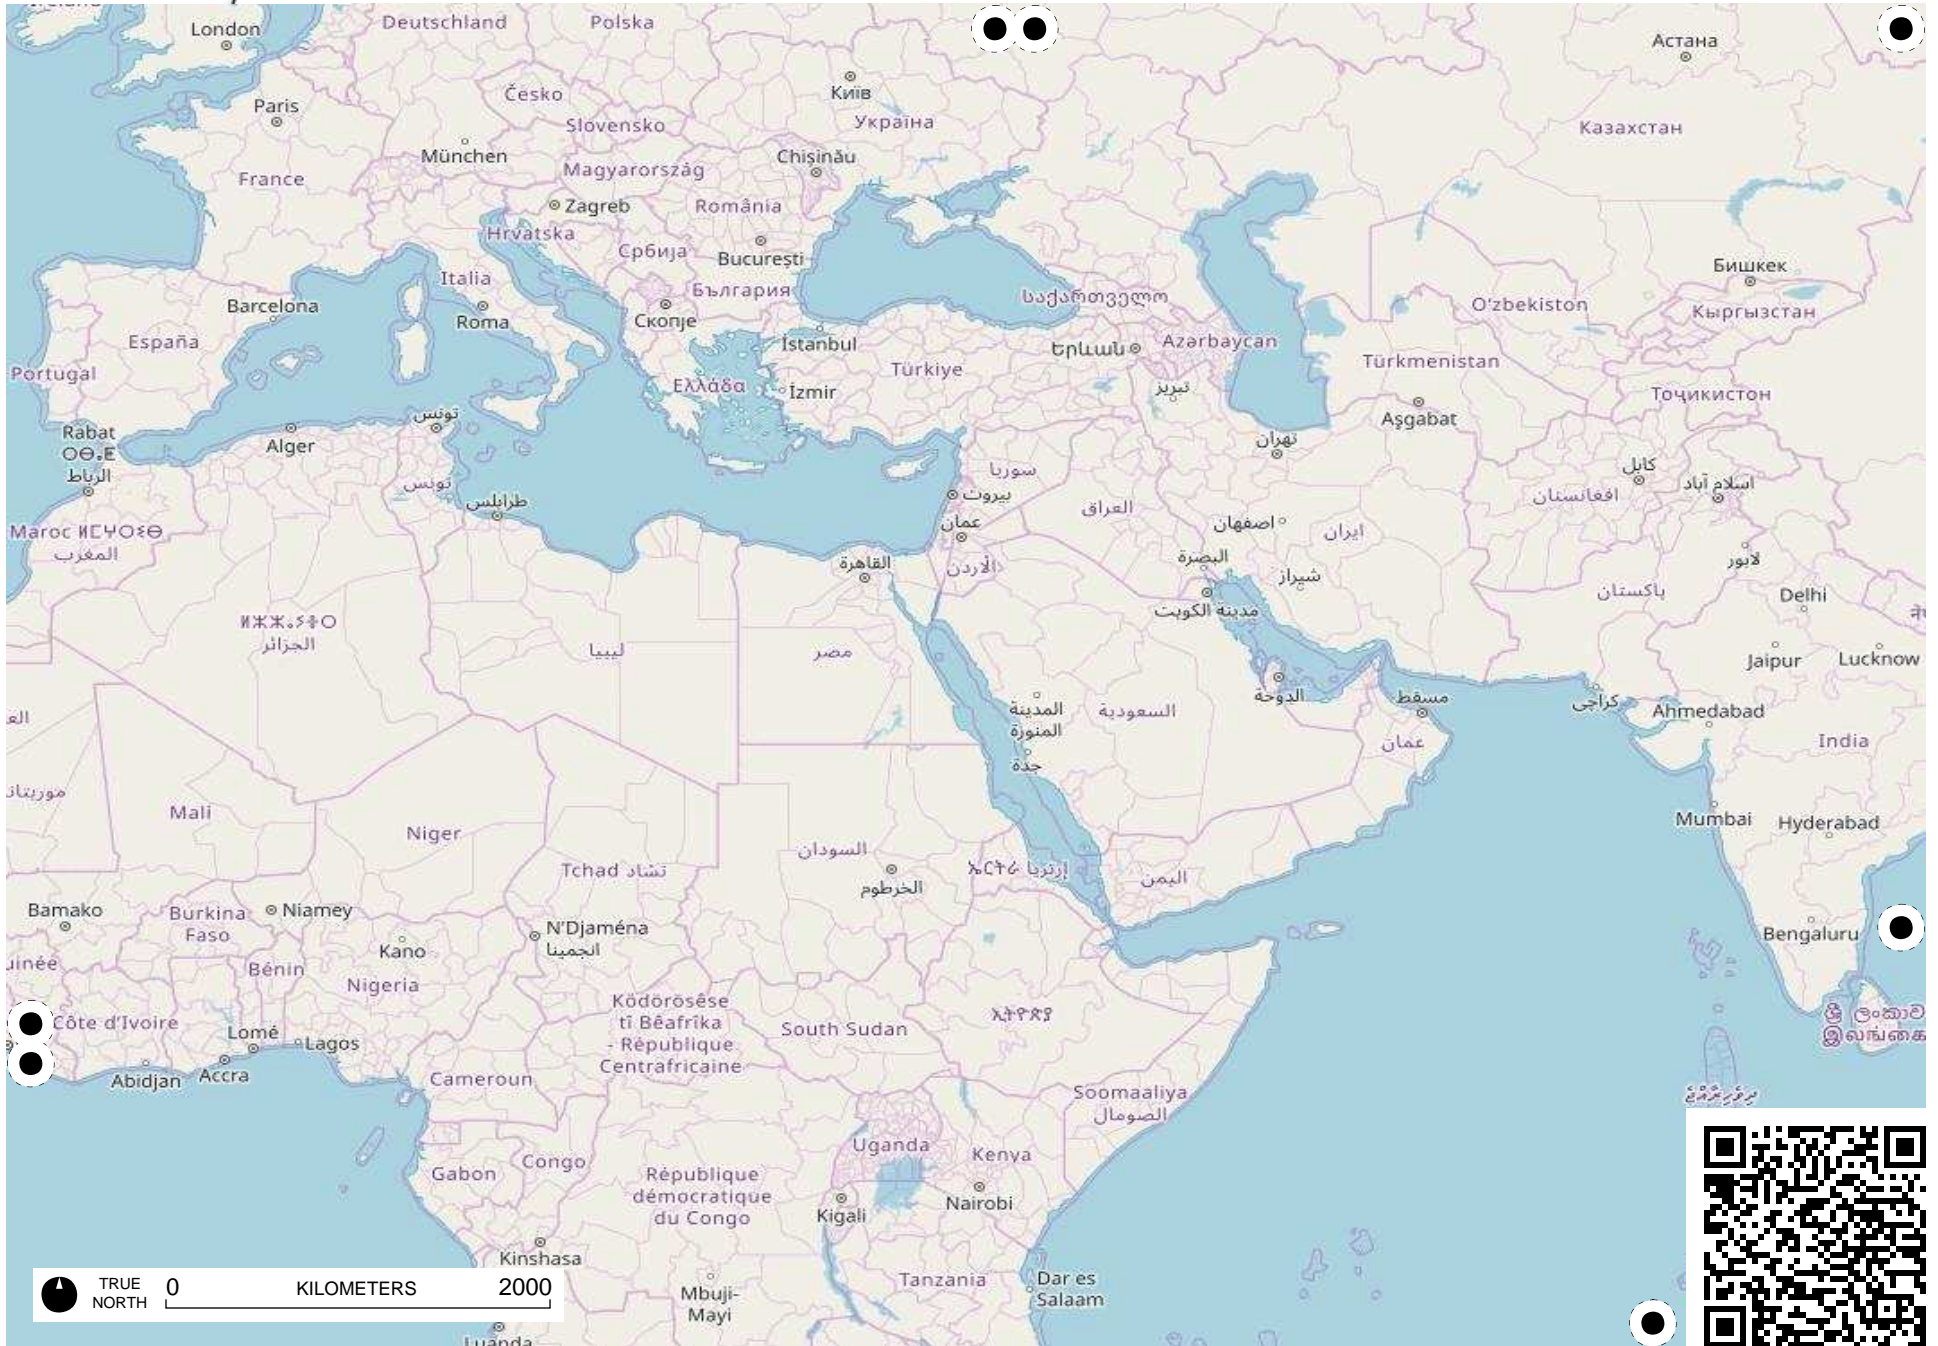 London
Deutschland
Polska
Астана
Česko
Київ
Paris
Slovensko
Україна
Казахстан
München
Chișinău
Magyarország
France
Zagreb
România
Hrvatska
Србија
București
Italia
Бишкек
Barcelona
България
საქართველო
Oʻzbekiston
Roma
Скопје
Кыргызстан
España
İstanbul
Երևան
Azərbaycan
Türkiye
Türkmenistan
Portugal
Ελλάδα
İzmir
تبریز
Тоҷикистон
تونس
Aşgabat
Rabat
ⵔⴱⴰⵟ
الرباط
Alger
تهران
کابل
سوريا
تونس
اسلام آباد
افغانستان
بيروت
طرابلس
العراق
عمان
اصفهان
ایران
Maroc ⵍⵎⵖⵔⵉⴱ
المغرب
القاهرة
البصرة
لاہور
الأردن
شیراز
پاکستان
Delhi
مدينة الكويت
ⵍⵣⵣⴰⵢⴻⵔ
الجزائر
ليبيا
مصر
Jaipur
Lucknow
الدوحة
مسقط
کراچی
المدينة
المنورة
السعودية
Ahmedabad
عمان
India
جدة
Mali
Niger
Mumbai
Hyderabad
السودان
Tchad تشاد
ኤርትራ إرتريا
اليمن
الخرطوم
Bamako
Burkina
Faso
Niamey
N'Djaména
انجمينا
Kano
Bengaluru
Bénin
Nigeria
Ködörösêse
tî Bêafrîka
- République
Centrafricaine
South Sudan
ኢትዮጵያ
Côte d'Ivoire
Lomé
Lagos
Abidjan
Accra
Cameroun
Soomaaliya
الصومال
Uganda
Kenya
Gabon
Congo
République
démocratique
du Congo
Kigali
Nairobi
Kinshasa
Tanzania
Dar es
Salaam
Mbuji-
Mayi
TRUE
NORTH
0 KILOMETERS 2000